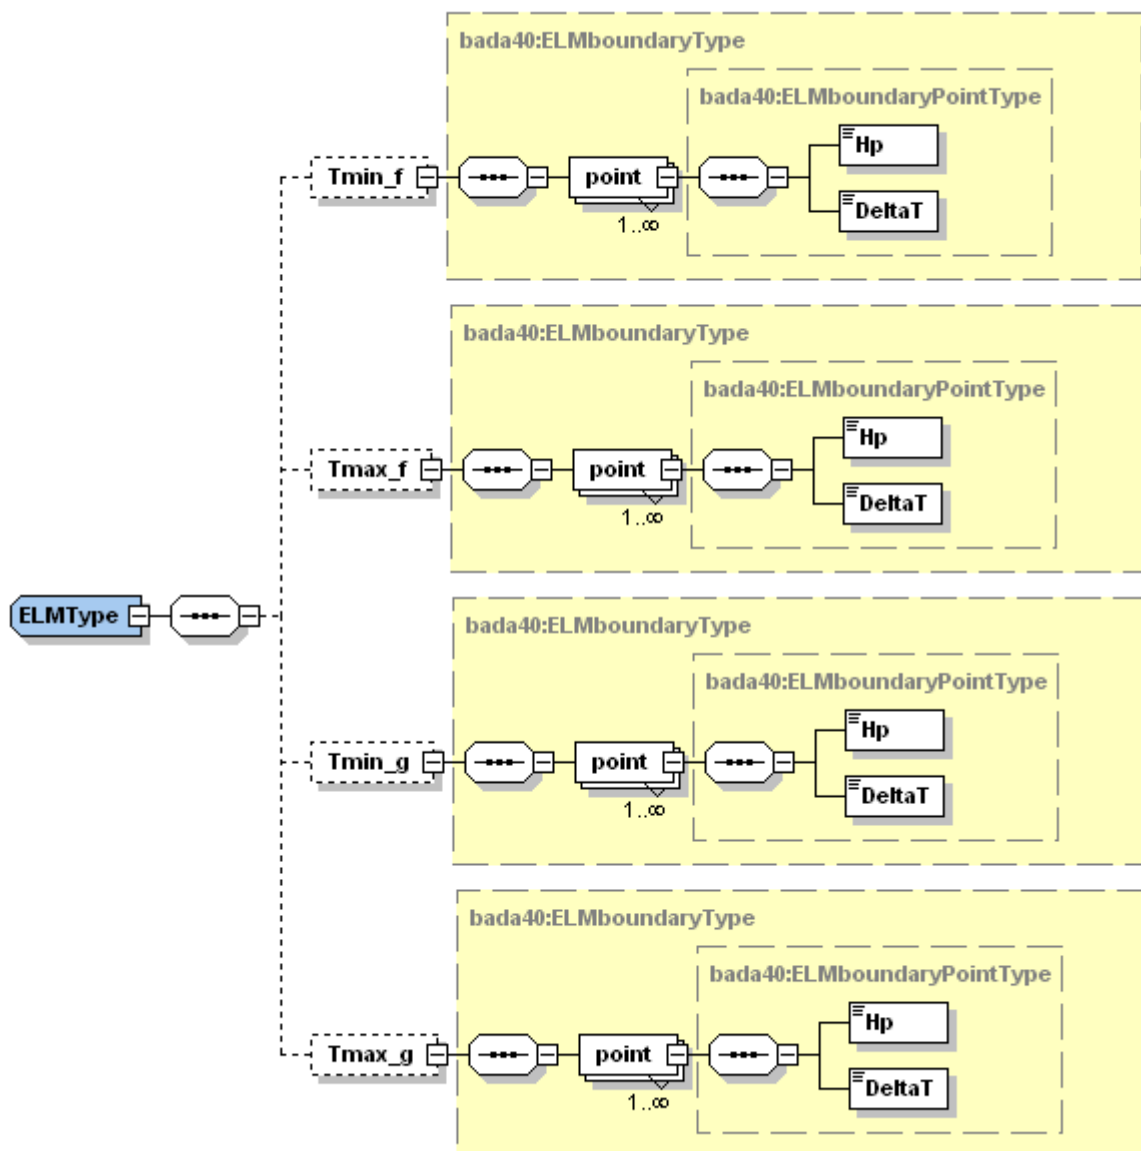 bada40:ELMboundaryType
bada40:ELMboundaryPointType
Hp
Tmin_f
point
DeltaT
1..∞
bada40:ELMboundaryType
bada40:ELMboundaryPointType
Hp
Tmax_f
point
DeltaT
1..∞
ELMType
bada40:ELMboundaryType
bada40:ELMboundaryPointType
Hp
Tmin_g
point
DeltaT
1..∞
bada40:ELMboundaryType
bada40:ELMboundaryPointType
Hp
Tmax_g
point
DeltaT
1..∞